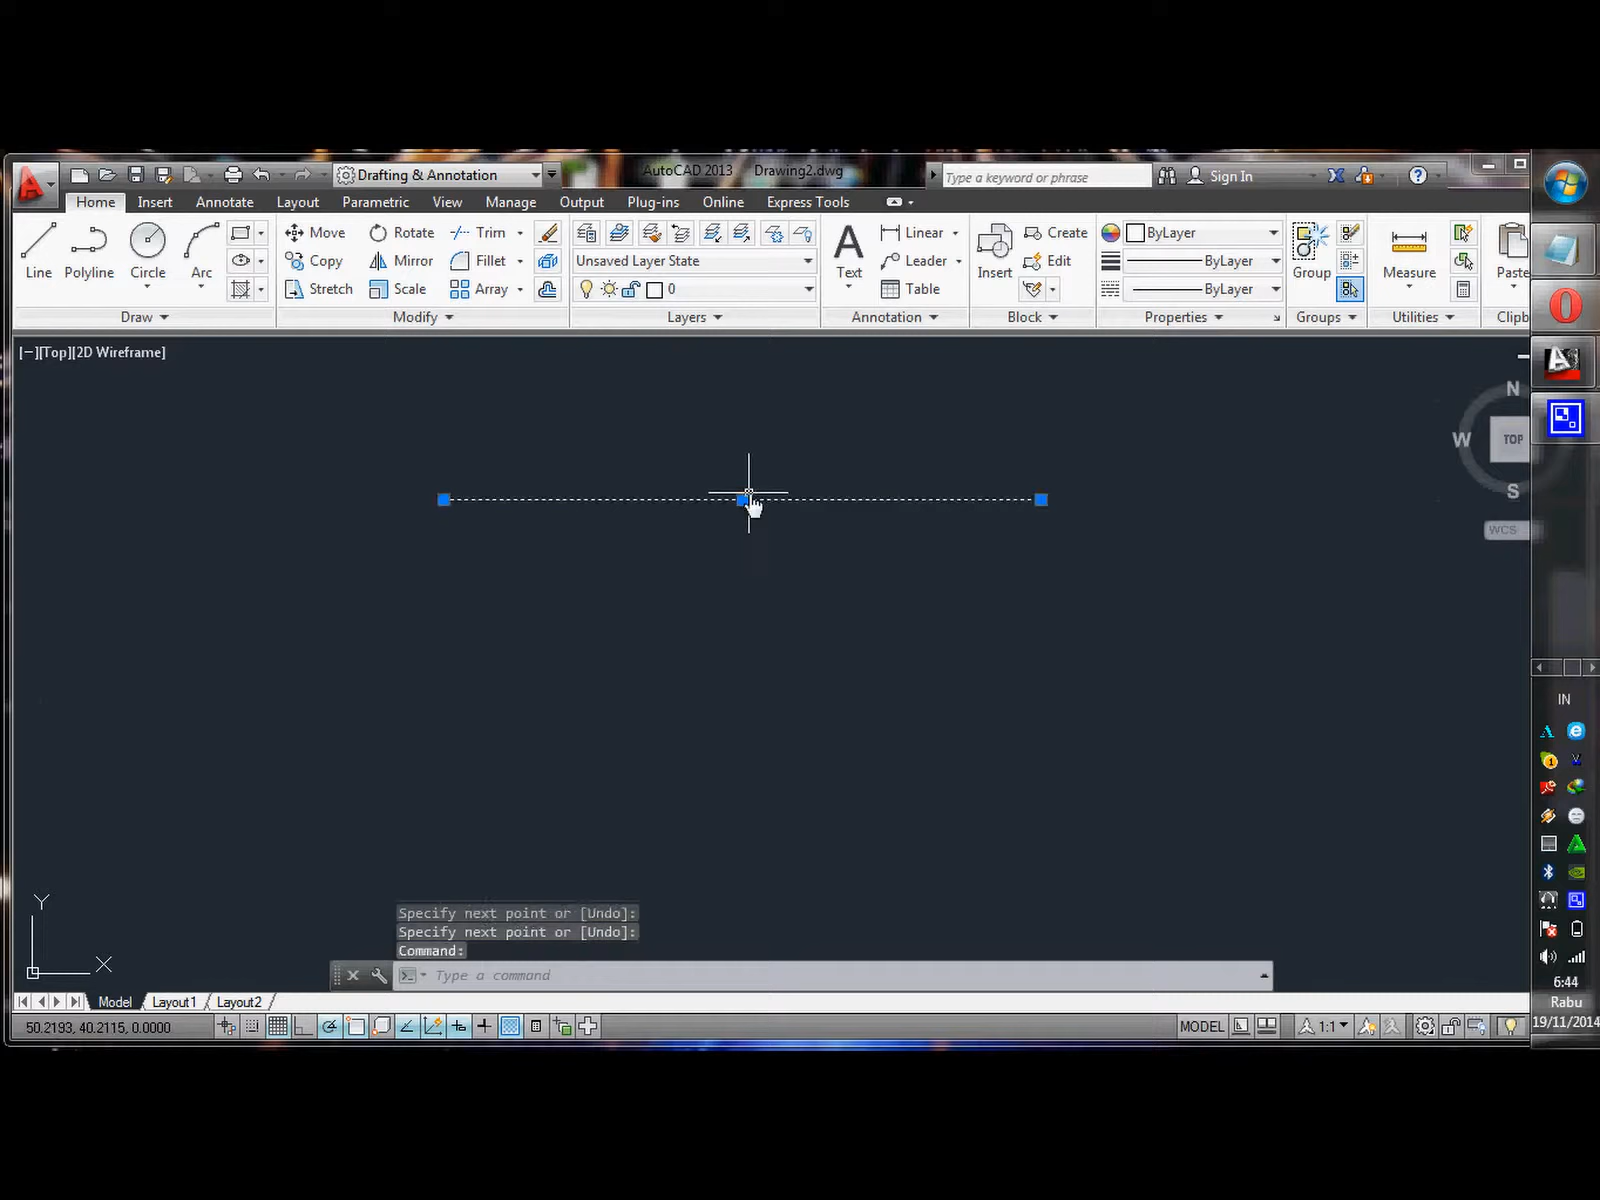 AutoCAD 2013 Drawing2.dwg
Drafting & Annotation
Type a keyword or phrase
Sign In
Home Insert Annotate Layout Parametric View Manage Output Plug-ins Online Express Tools
Line Polyline Circle Arc
Move Rotate Trim
Copy Mirror Fillet
Stretch Scale Array
Unsaved Layer State
0
Text
Linear
Leader
Table
Insert
Create
Edit
ByLayer
ByLayer
ByLayer
Group
Measure
Paste
Draw Modify Layers Annotation Block Properties Groups Utilities Clipb
[−][Top][2D Wireframe]
N
W TOP
S
WCS
Y
X
Specify next point or [Undo]:
Specify next point or [Undo]:
Command:
Type a command
Model Layout1 Layout2
50.2193, 40.2115, 0.0000
MODEL
1:1
IN
6:44
Rabu
19/11/2014